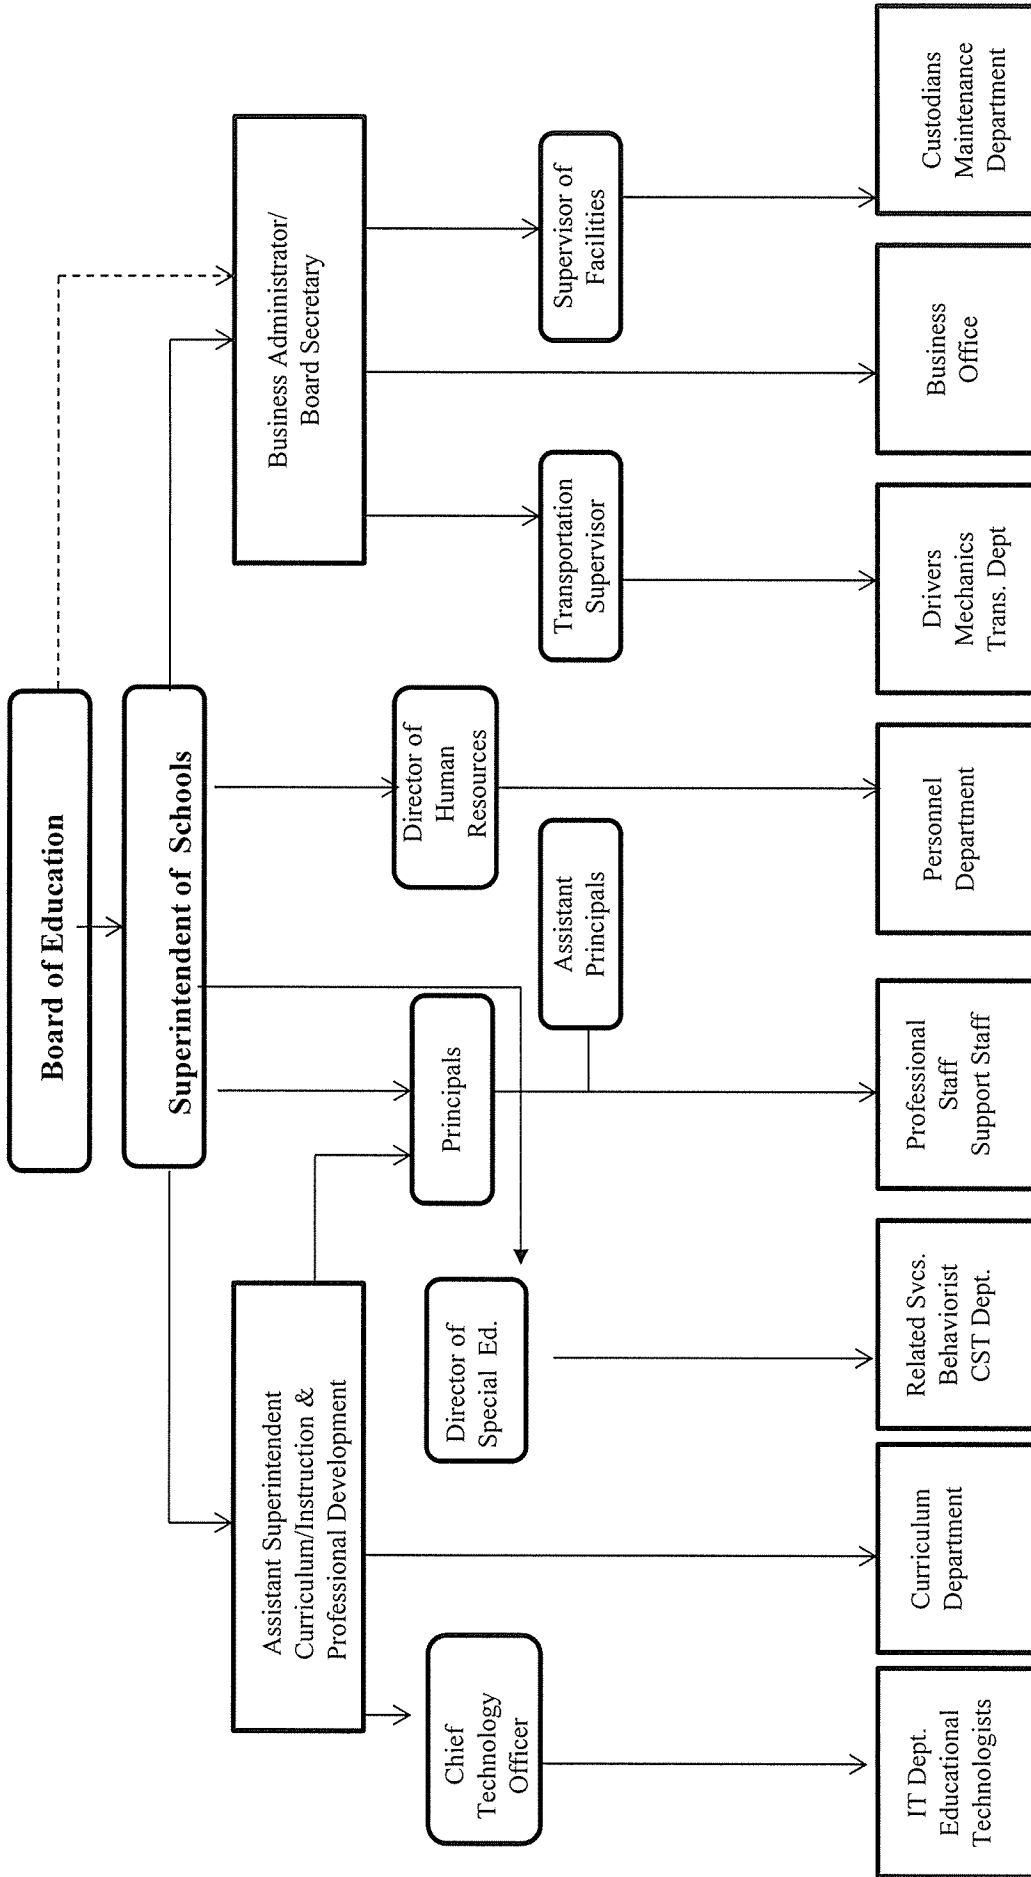 Board of Education
Superintendent of Schools
Assistant Superintendent
Curriculum/Instruction &
Professional Development
Business Administrator/
Board Secretary
Chief
Technology
Officer
Director of
Special Ed.
Principals
Director of
Human
Resources
Assistant
Principals
Transportation
Supervisor
Supervisor of
Facilities
IT Dept.
Educational
Technologists
Curriculum
Department
Related Svcs.
Behaviorist
CST Dept.
Professional
Staff
Support Staff
Personnel
Department
Drivers
Mechanics
Trans. Dept
Business
Office
Custodians
Maintenance
Department